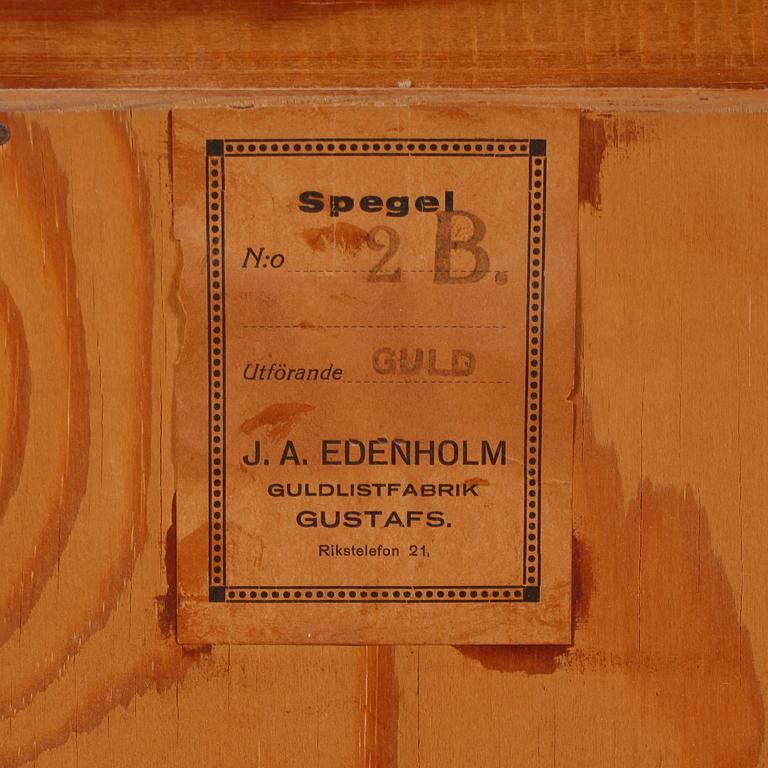 Spegel
N:o 2 B.
Utförande GULD
J. A. EDENHOLM
GULDLISTFABRIK
GUSTAFS.
Rikstelefon 21,